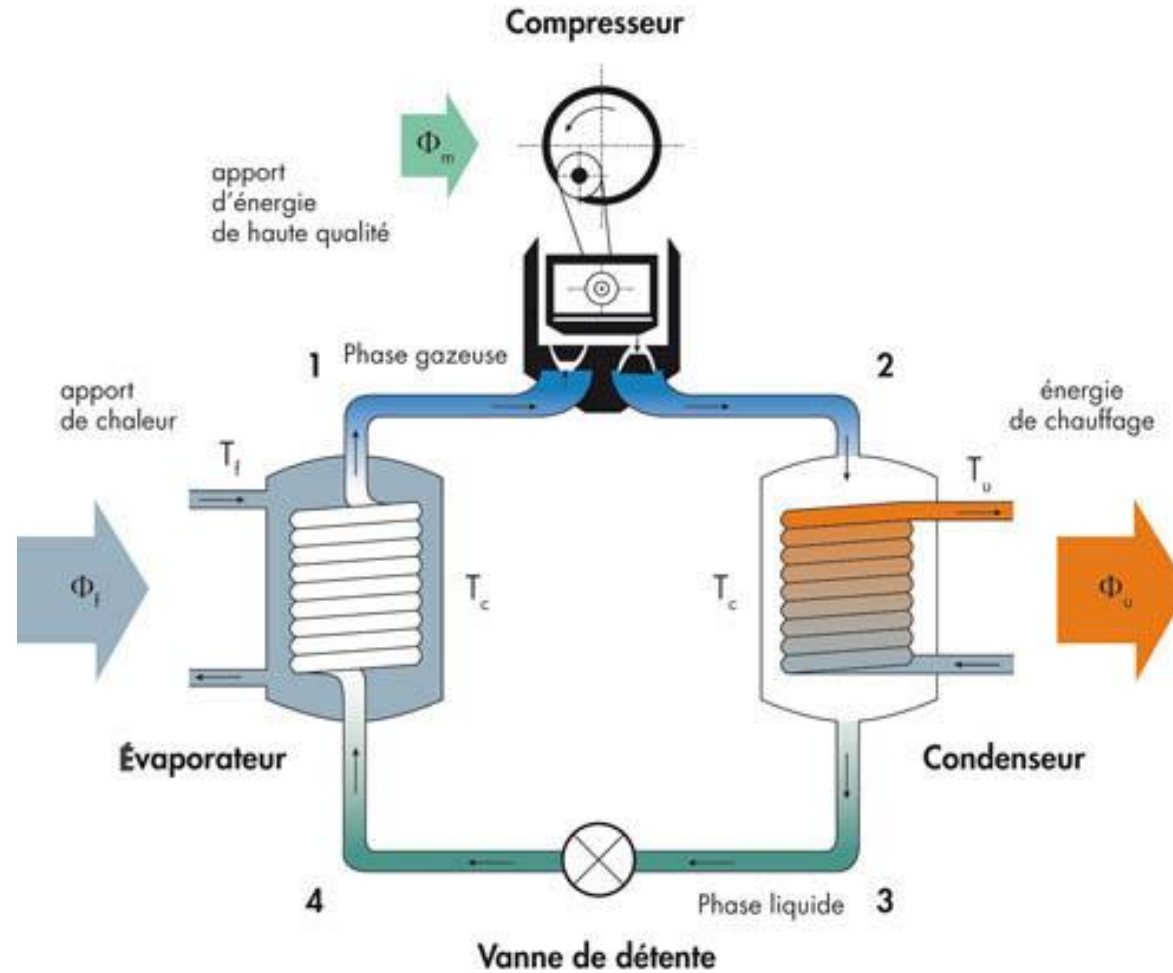 Compresseur
Φm
apport
d'énergie
de haute qualité
1
Phase gazeuse
2
apport
de chaleur
énergie
de chauffage
Tf
Tu
Φf
Tc
Tc
Φu
Évaporateur
Condenseur
4
Phase liquide
3
Vanne de détente